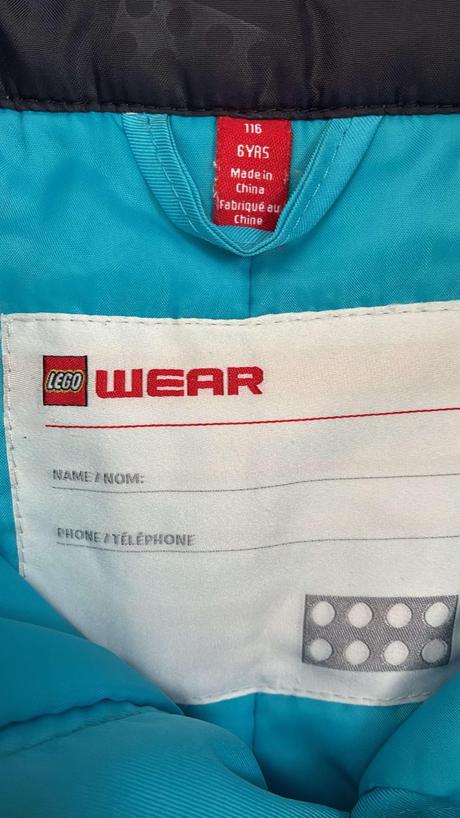 116
6YRS
Made in
China
Fabriqué au
Chine
LEGO WEAR
NAME / NOM:
PHONE / TÉLÉPHONE